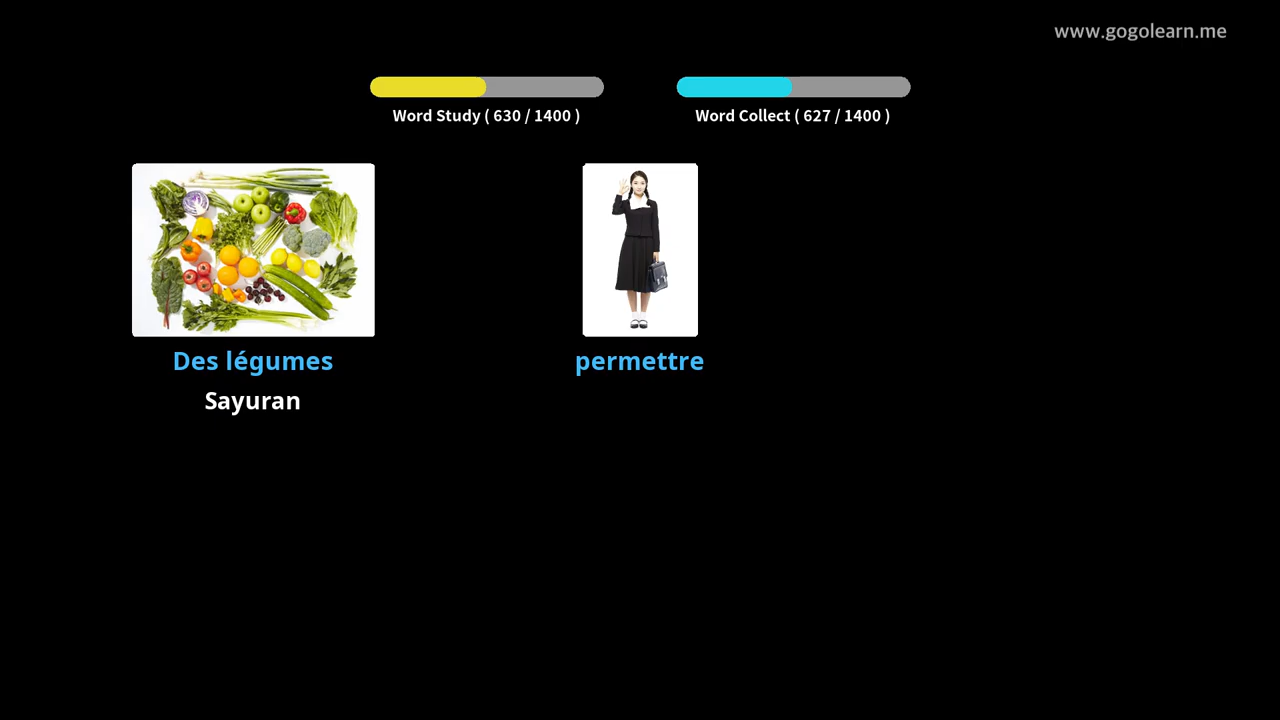 www.gogolearn.me
Word Study ( 630 / 1400 )
Word Collect ( 627 / 1400 )
Des légumes
Sayuran
permettre